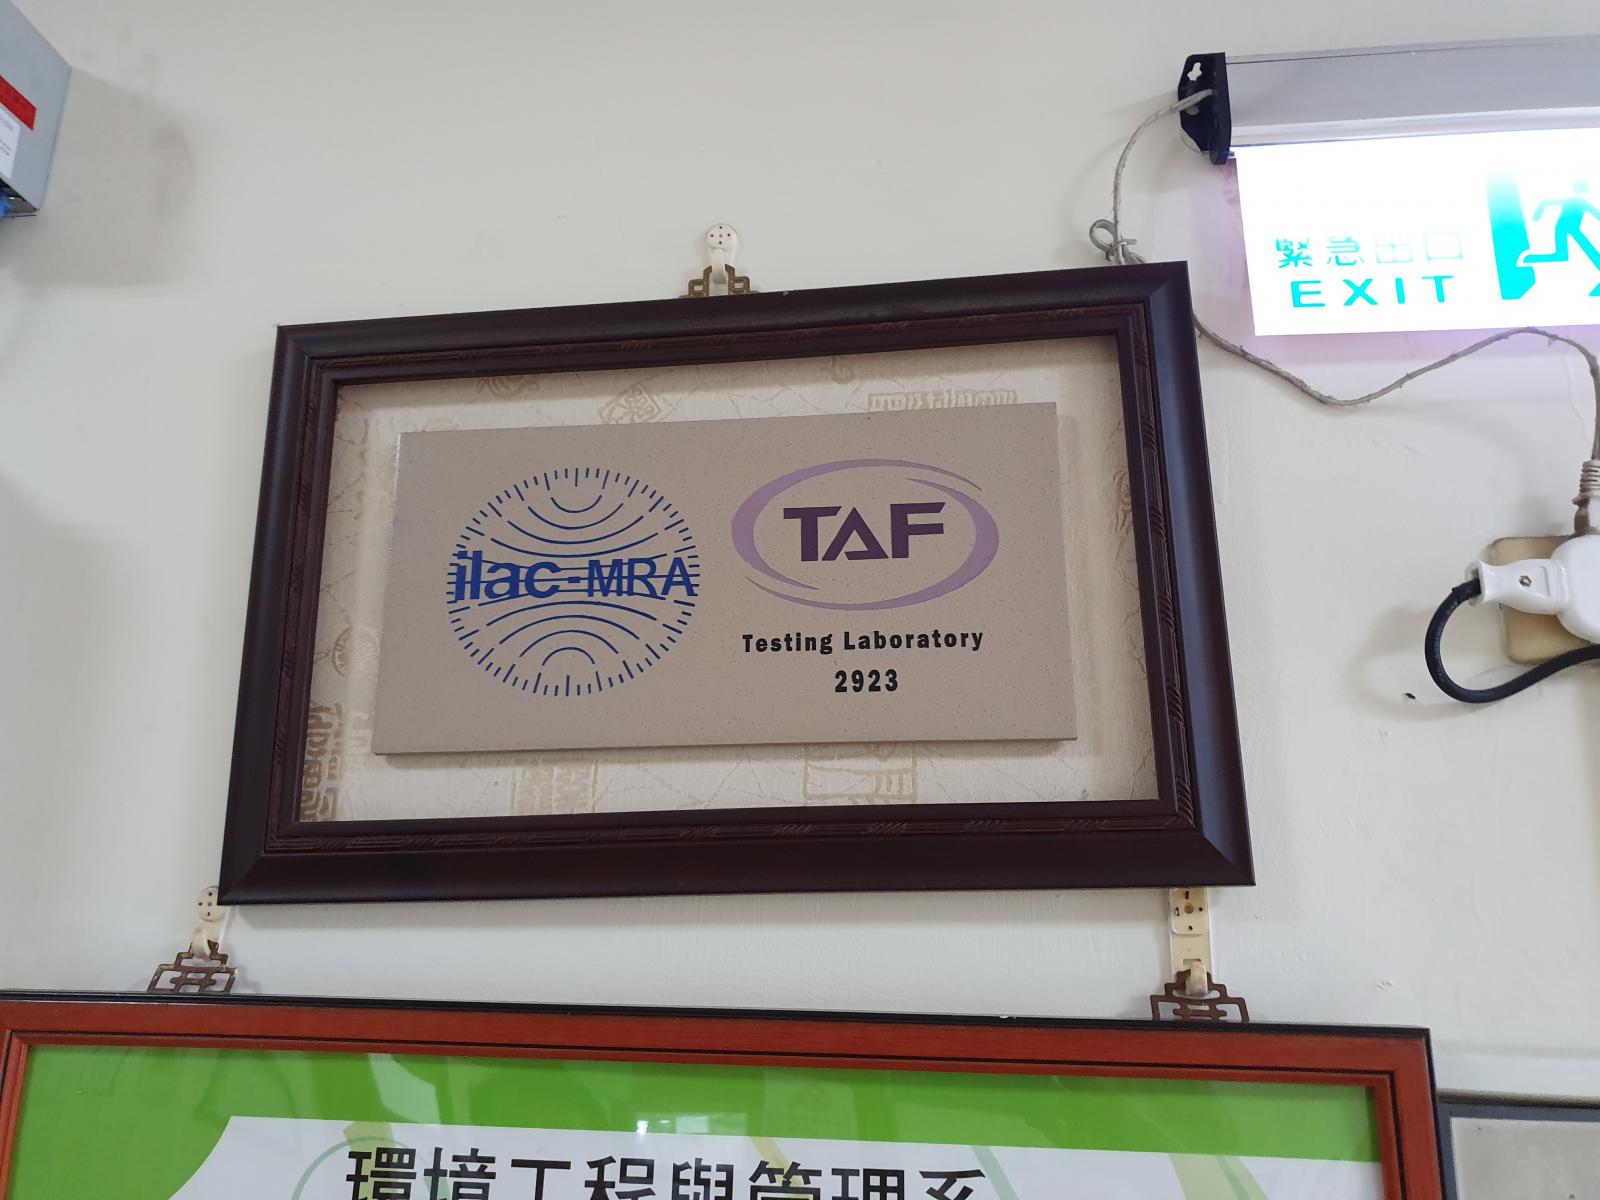 緊急出口
EXIT
ilac-MRA
TAF
Testing Laboratory
2923
環境工程與管理系